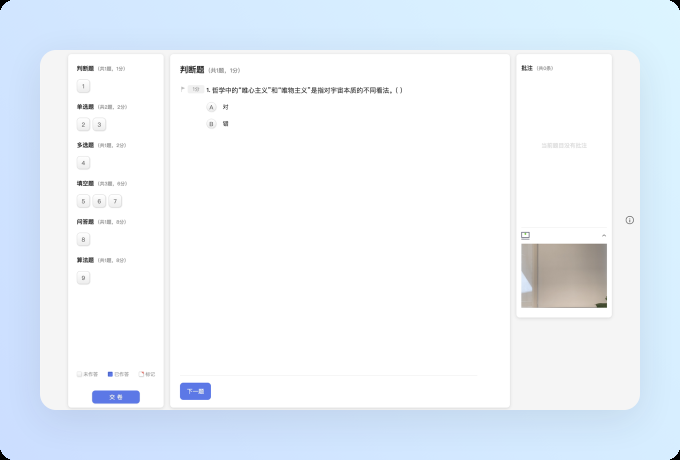 判断题 (共1题，1分)
1
单选题 (共2题，2分)
2 3
多选题 (共1题，2分)
4
填空题 (共3题，6分)
5 6 7
问答题 (共1题，8分)
8
算法题 (共1题，6分)
9
未作答 已作答 标记
交 卷
判断题 (共1题，1分)
1分 1. 哲学中的“唯心主义”和“唯物主义”是指对宇宙本质的不同看法。( )
A 对
B 错
下一题
批注 (共0条)